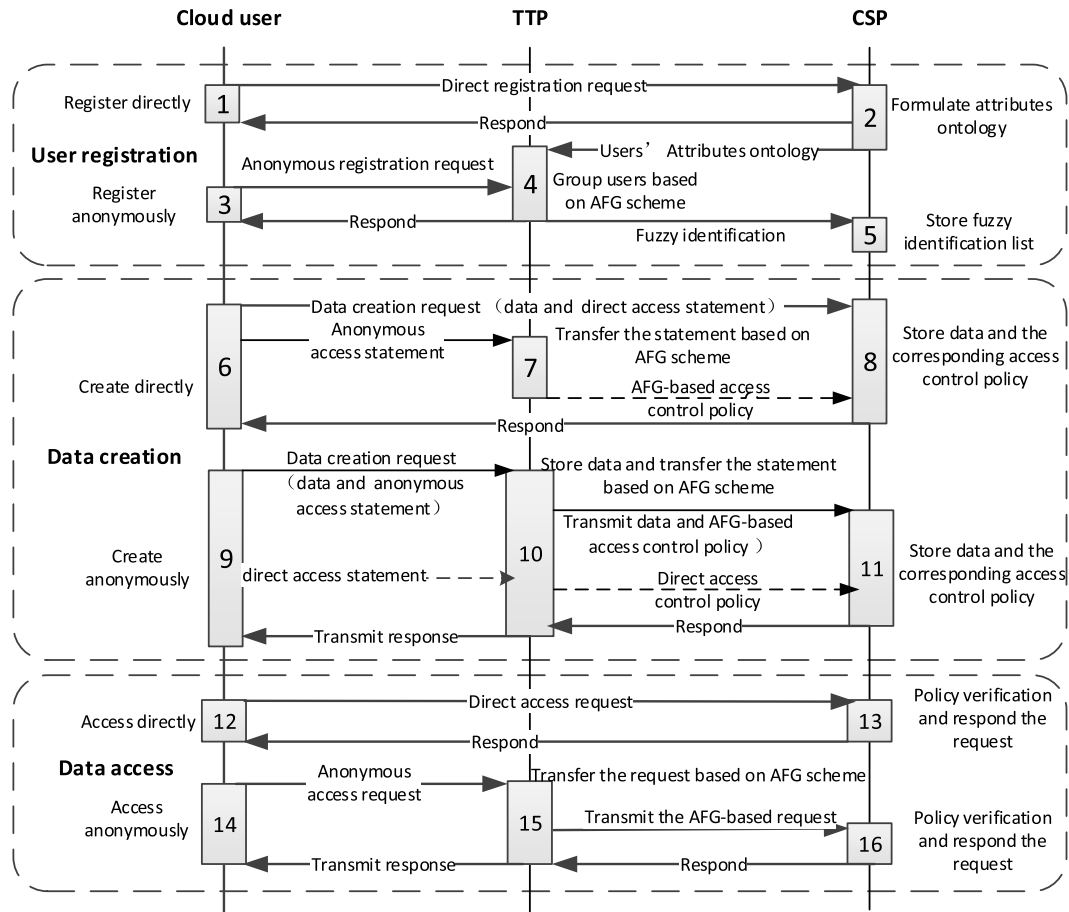 Cloud user
TTP
CSP
Direct registration request
Register directly
1
2
Formulate attributes
ontology
Respond
User registration
Users’ Attributes ontology
Anonymous registration request
4
Group users based
on AFG scheme
Register
anonymously
3
Respond
Fuzzy identification
5
Store fuzzy
identification list
Data creation request（data and direct access statement）
Anonymous
access statement
Transfer the statement based on
AFG scheme
6
7
8
Store data and the
corresponding access
control policy
Create directly
AFG-based access
control policy
Respond
Data creation
Data creation request
（data and anonymous
access statement）
Store data and transfer the statement
based on AFG scheme
Transmit data and AFG-based
access control policy ）
Create
anonymously
9
10
11
Store data and the
corresponding access
control policy
direct access statement
Direct access
control policy
Respond
Transmit response
Direct access request
Access directly
12
13
Policy verification
and respond the
request
Respond
Data access
Anonymous
access request
Transfer the request based on AFG scheme
Access
anonymously
14
15
Transmit the AFG-based request
16
Policy verification
and respond the
request
Transmit response
Respond